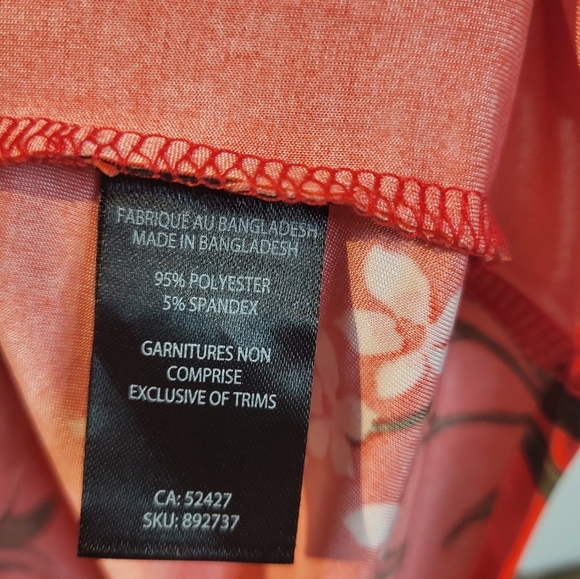 FABRIQUÉ AU BANGLADESH
MADE IN BANGLADESH
95% POLYESTER
5% SPANDEX
GARNITURES NON
COMPRISE
EXCLUSIVE OF TRIMS
CA: 52427
SKU: 892737